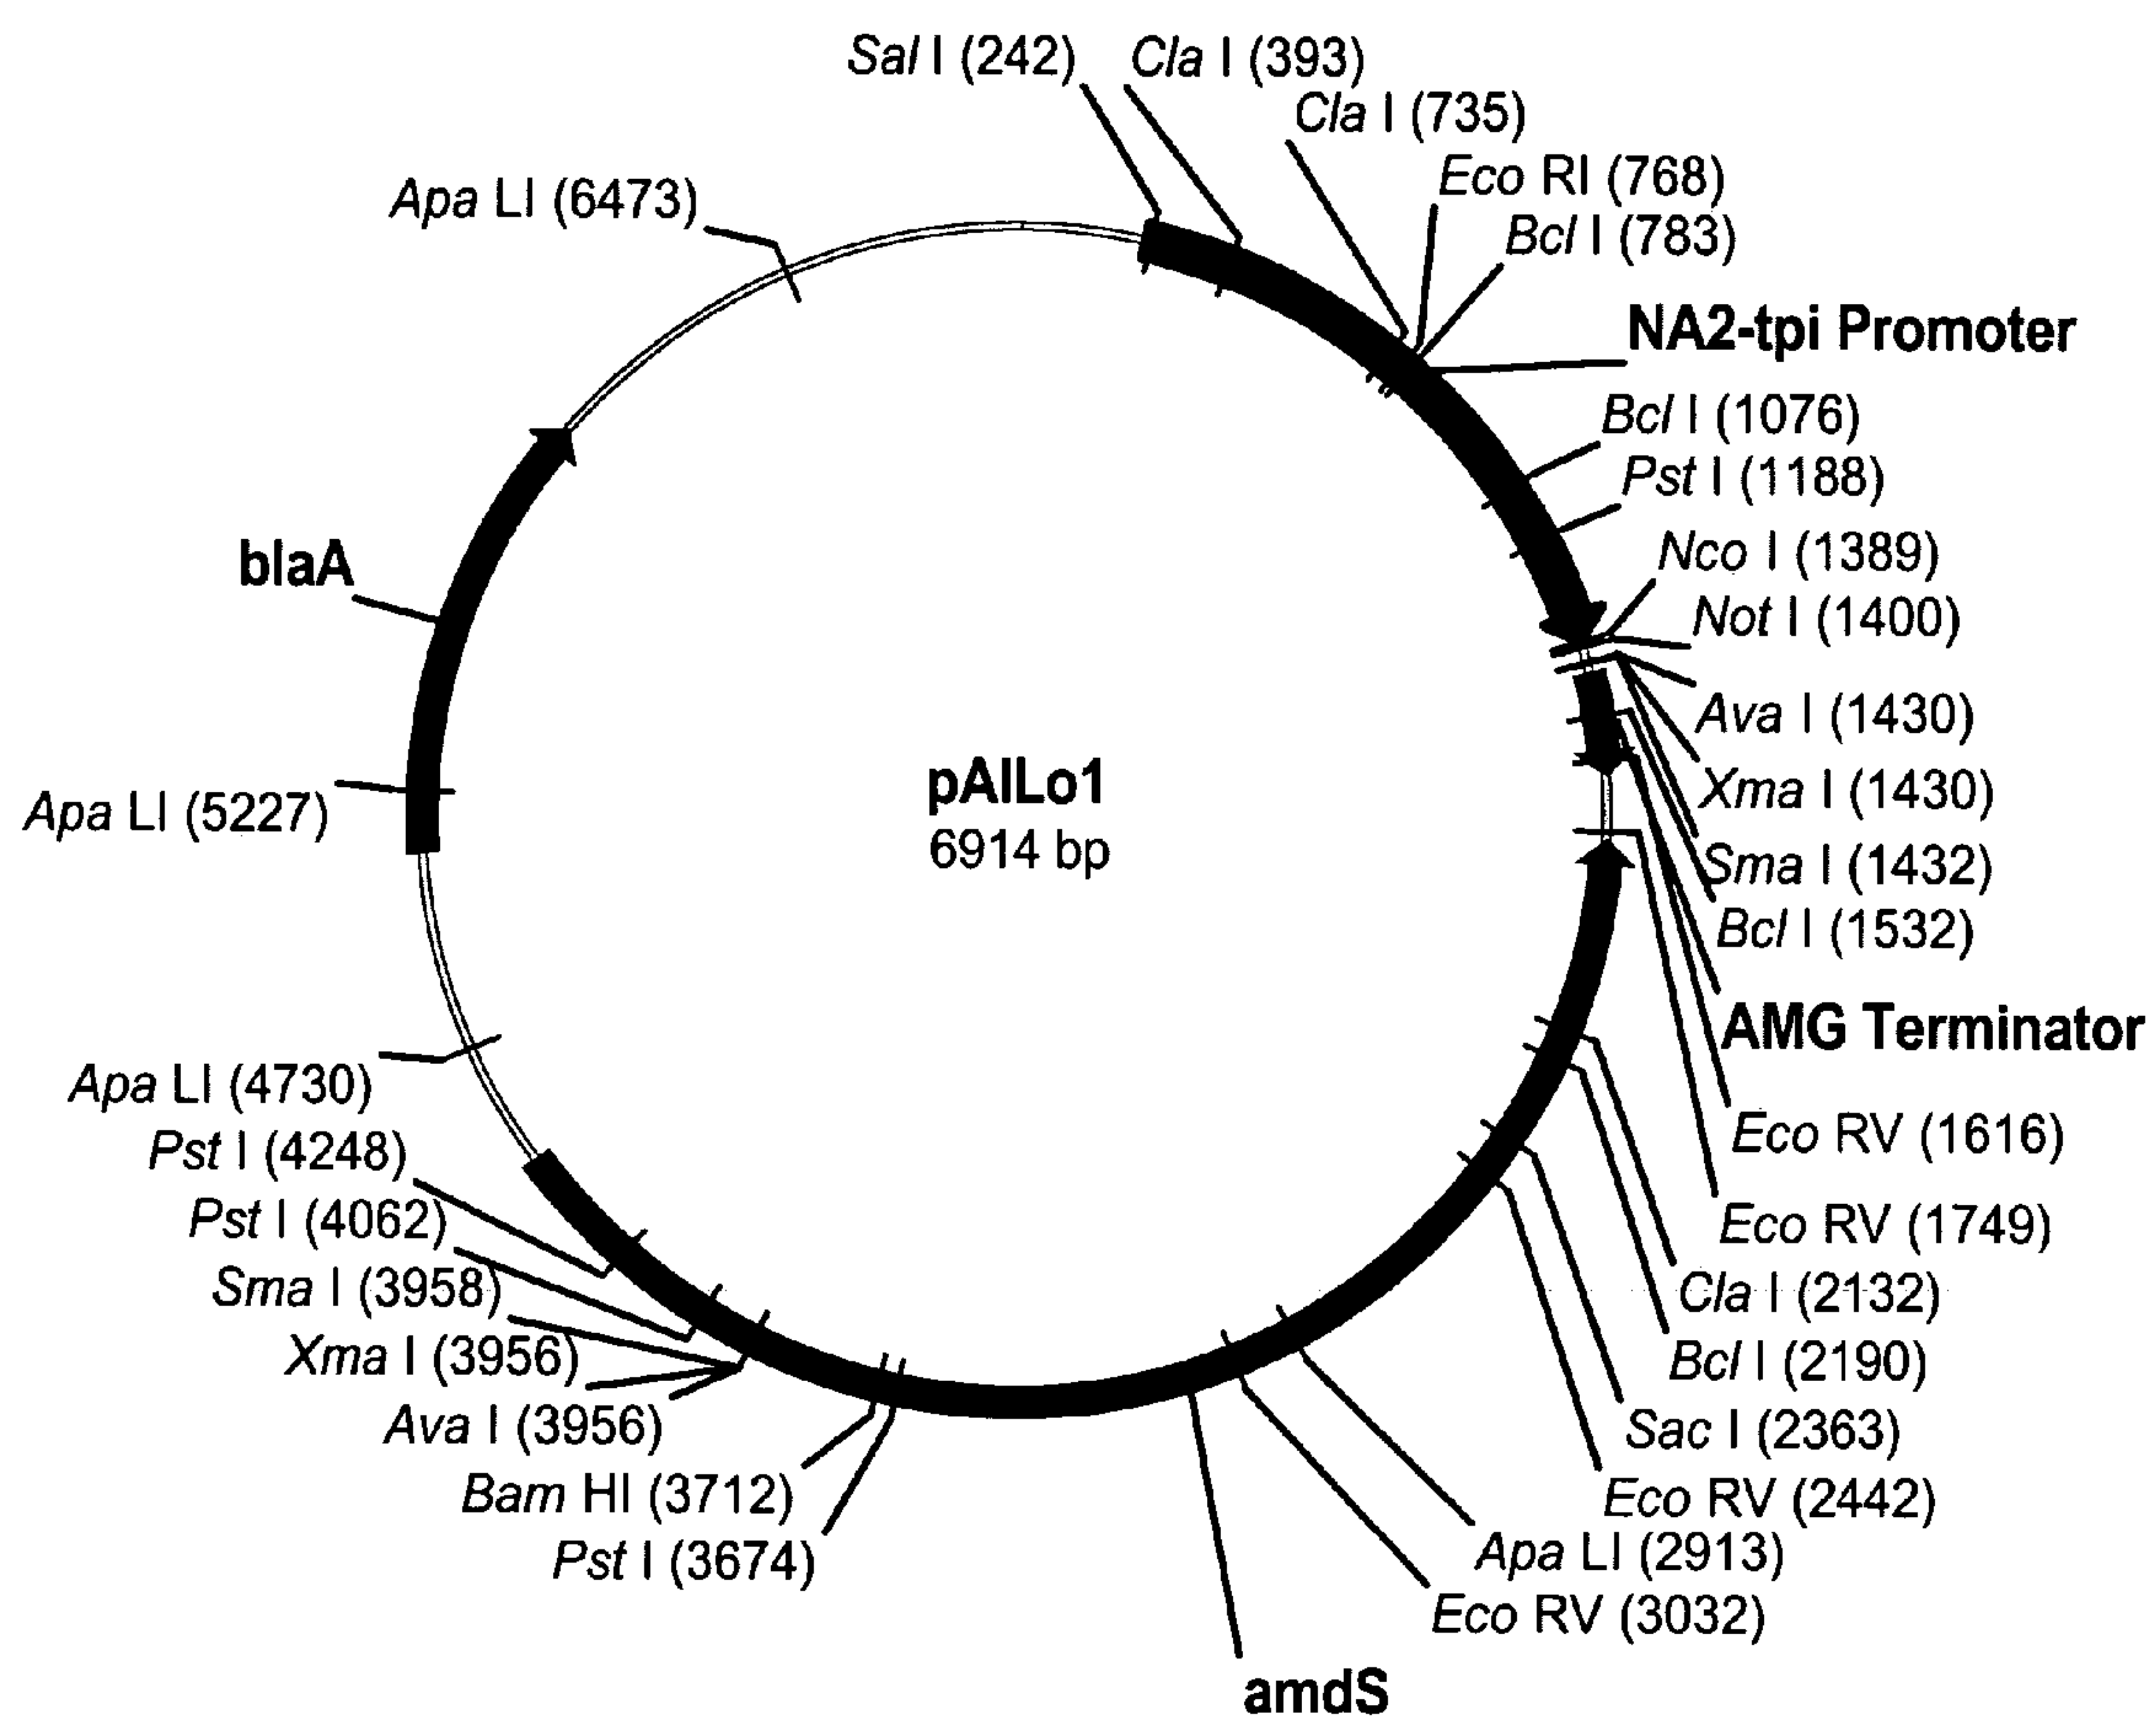 Sal I (242)
Cla I (393)
Cla I (735)
Eco RI (768)
Bcl I (783)
NA2-tpi Promoter
Bcl I (1076)
Pst I (1188)
Nco I (1389)
Not I (1400)
Ava I (1430)
Xma I (1430)
Sma I (1432)
Bcl I (1532)
AMG Terminator
Eco RV (1616)
Eco RV (1749)
Cla I (2132)
Bcl I (2190)
Sac I (2363)
Eco RV (2442)
Apa LI (2913)
Eco RV (3032)
amdS
Pst I (3674)
Bam HI (3712)
Ava I (3956)
Xma I (3956)
Sma I (3958)
Pst I (4062)
Pst I (4248)
Apa LI (4730)
Apa LI (5227)
blaA
Apa LI (6473)
pAILo1
6914 bp